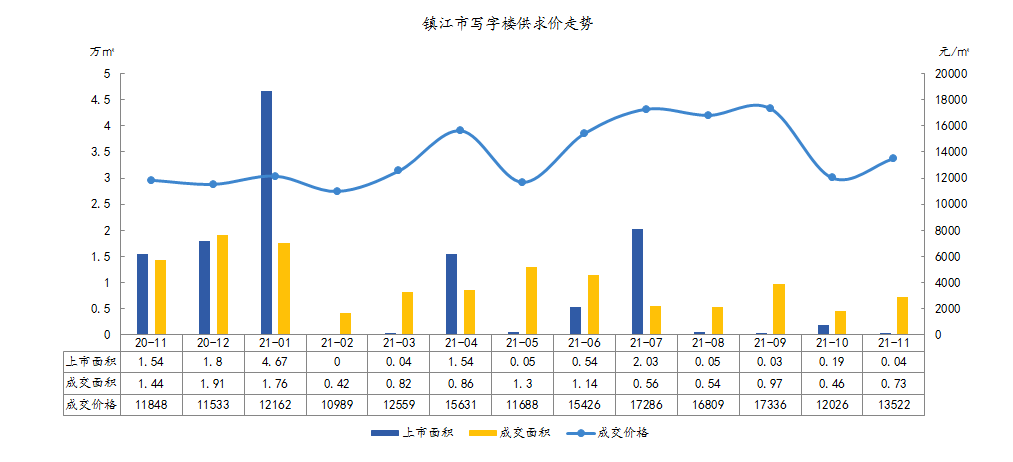 镇江市写字楼供求价走势
万㎡ 元/㎡
5 20000
4.5 18000
4 16000
3.5 14000
3 12000
2.5 10000
2 8000
1.5 6000
1 4000
0.5 2000
0 0
20-11 20-12 21-01 21-02 21-03 21-04 21-05 21-06 21-07 21-08 21-09 21-10 21-11
上市面积 1.54 1.8 4.67 0 0.04 1.54 0.05 0.54 2.03 0.05 0.03 0.19 0.04
成交面积 1.44 1.91 1.76 0.42 0.82 0.86 1.3 1.14 0.56 0.54 0.97 0.46 0.73
成交价格 11848 11533 12162 10989 12559 15631 11688 15426 17286 16809 17336 12026 13522
上市面积 成交面积 成交价格